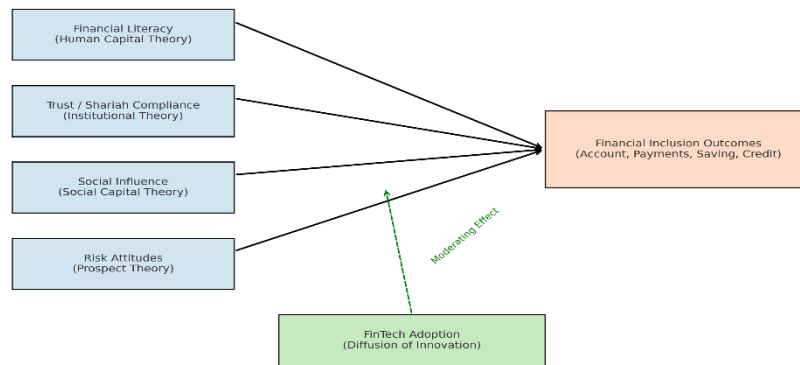 Financial Literacy
(Human Capital Theory)
Trust / Shariah Compliance
(Institutional Theory)
Financial Inclusion Outcomes
(Account, Payments, Saving, Credit)
Social Influence
(Social Capital Theory)
Risk Attitudes
(Prospect Theory)
Moderating Effect
FinTech Adoption
(Diffusion of Innovation)